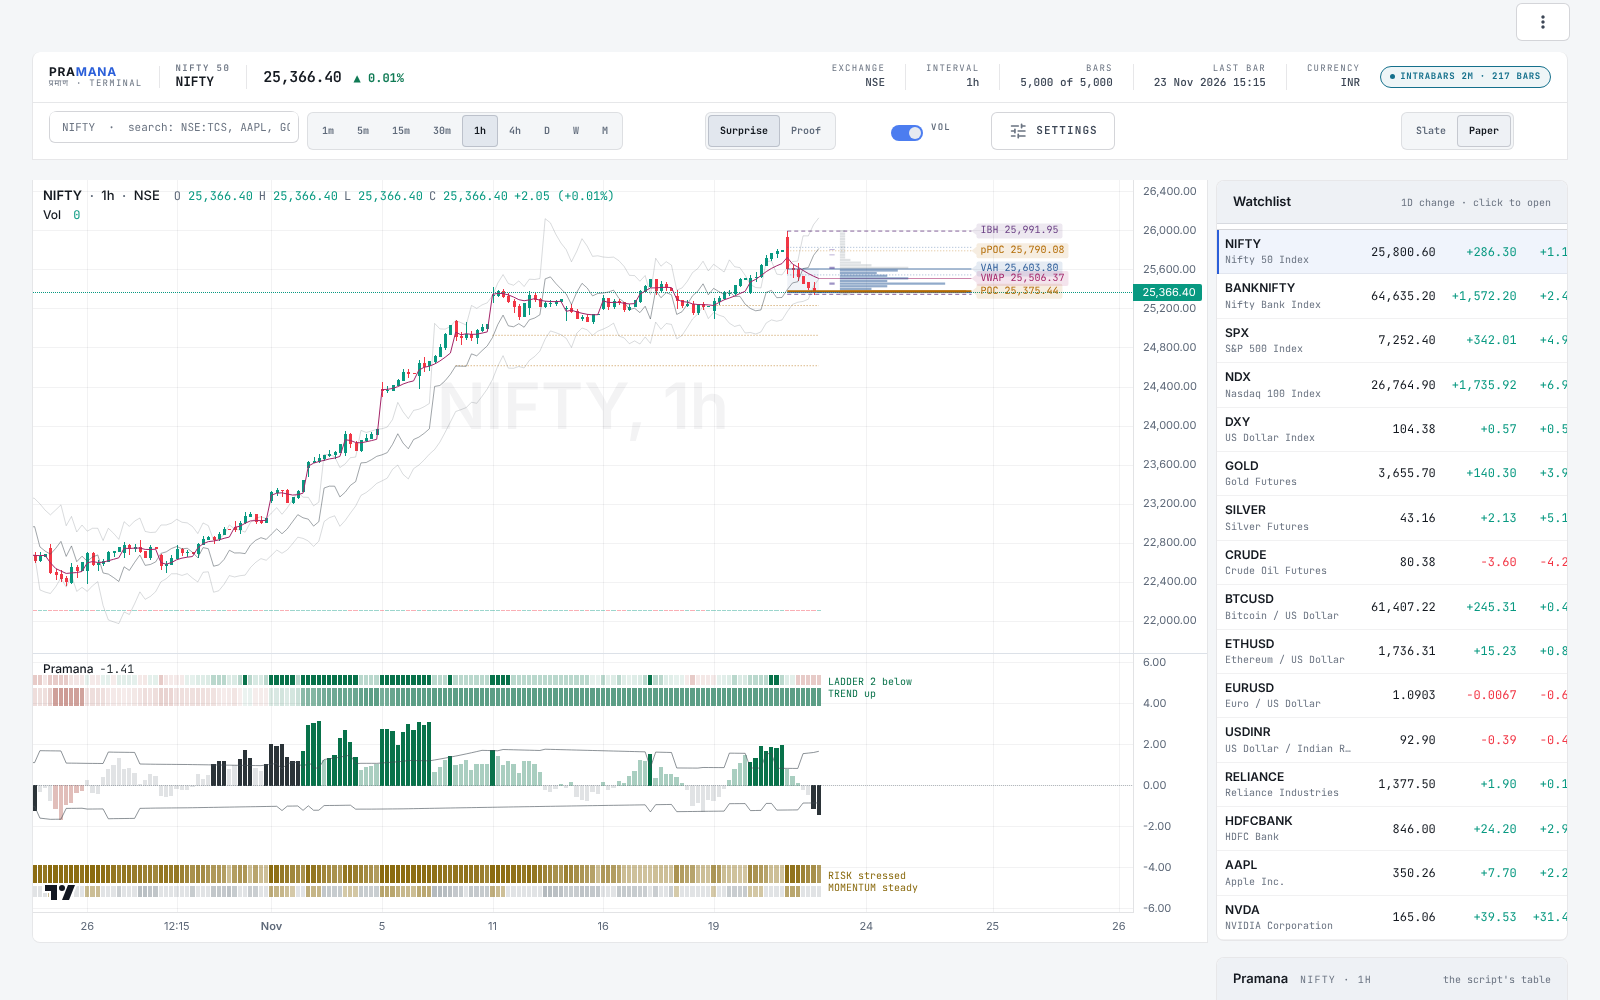 PRAMANA
प्रमाण · TERMINAL
NIFTY 50
NIFTY
25,366.40 ▲ 0.01%
EXCHANGE
NSE
INTERVAL
1h
BARS
5,000 of 5,000
LAST BAR
23 Nov 2026 15:15
CURRENCY
INR
INTRABARS 2M · 217 BARS
NIFTY · search: NSE:TCS, AAPL, GC
1m 5m 15m 30m 1h 4h D W M
Surprise Proof
VOL
SETTINGS
Slate Paper
NIFTY · 1h · NSE O 25,366.40 H 25,366.40 L 25,366.40 C 25,366.40 +2.05 (+0.01%)
Vol 0
NIFTY, 1h
IBH 25,991.95
pPOC 25,790.08
VAH 25,603.80
VWAP 25,506.37
POC 25,375.44
26,400.00
26,000.00
25,600.00
25,366.40
25,200.00
24,800.00
24,400.00
24,000.00
23,600.00
23,200.00
22,800.00
22,400.00
22,000.00
Pramana -1.41
LADDER 2 below
TREND up
RISK stressed
MOMENTUM steady
6.00
4.00
2.00
0.00
-2.00
-4.00
-6.00
26 12:15 Nov 5 11 16 19 24 25 26
Watchlist 1D change · click to open
NIFTY
Nifty 50 Index
25,800.60 +286.30 +1.1
BANKNIFTY
Nifty Bank Index
64,635.20 +1,572.20 +2.4
SPX
S&P 500 Index
7,252.40 +342.01 +4.9
NDX
Nasdaq 100 Index
26,764.90 +1,735.92 +6.9
DXY
US Dollar Index
104.38 +0.57 +0.5
GOLD
Gold Futures
3,655.70 +140.30 +3.9
SILVER
Silver Futures
43.16 +2.13 +5.1
CRUDE
Crude Oil Futures
80.38 -3.60 -4.2
BTCUSD
Bitcoin / US Dollar
61,407.22 +245.31 +0.4
ETHUSD
Ethereum / US Dollar
1,736.31 +15.23 +0.8
EURUSD
Euro / US Dollar
1.0903 -0.0067 -0.6
USDINR
US Dollar / Indian R…
92.90 -0.39 -0.4
RELIANCE
Reliance Industries
1,377.50 +1.90 +0.1
HDFCBANK
HDFC Bank
846.00 +24.20 +2.9
AAPL
Apple Inc.
350.26 +7.70 +2.2
NVDA
NVIDIA Corporation
165.06 +39.53 +31.4
Pramana NIFTY · 1H the script's table